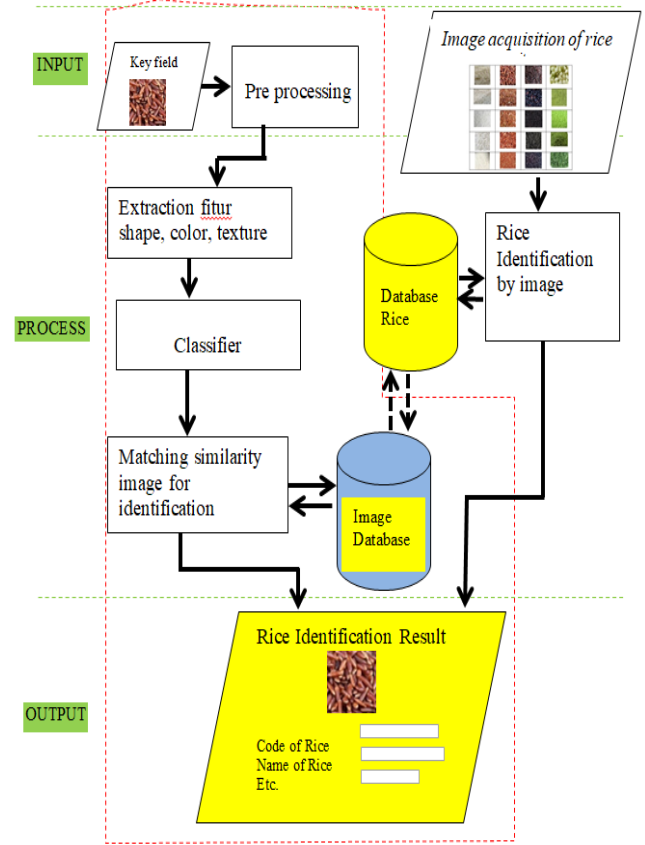 INPUT
Key field
Pre processing
Image acquisition of rice
PROCESS
Extraction fitur
shape, color, texture
Classifier
Matching similarity
image for
identification
Database
Rice
Rice
Identification
by image
Image
Database
OUTPUT
Rice Identification Result
Code of Rice
Name of Rice
Etc.